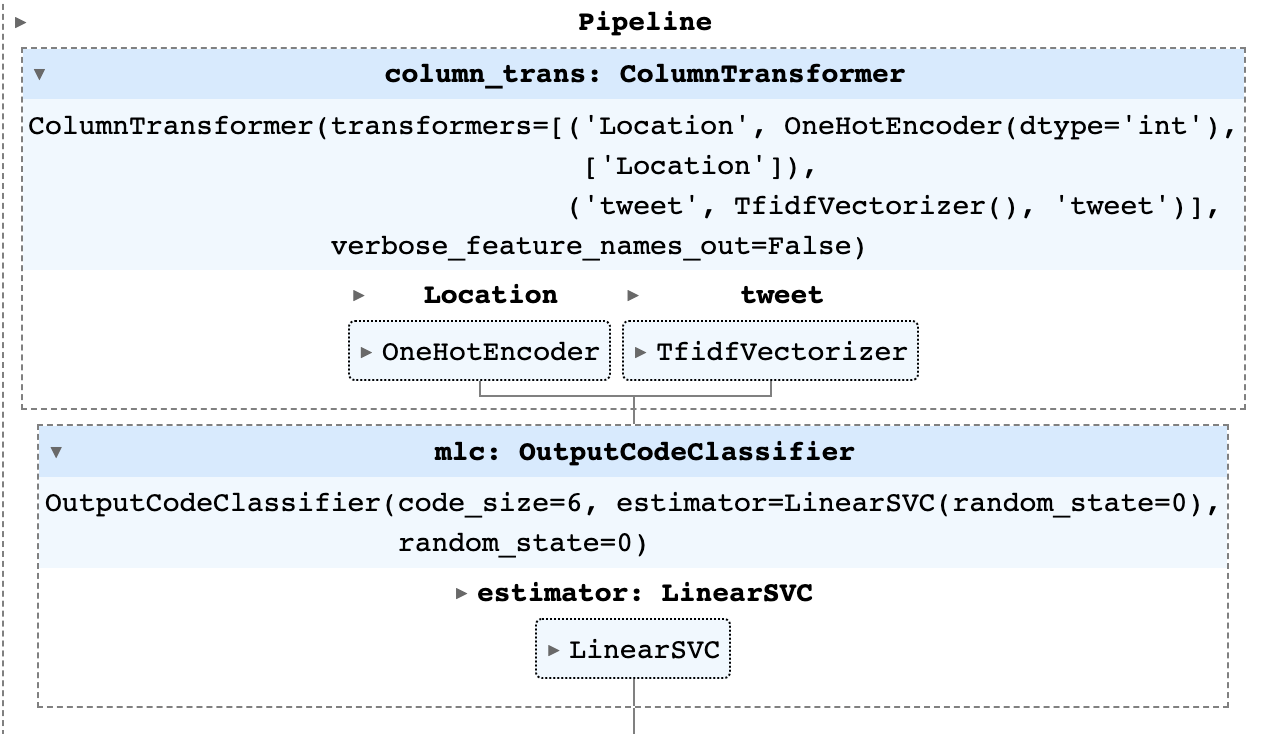 Pipeline
column_trans: ColumnTransformer
ColumnTransformer(transformers=[('Location', OneHotEncoder(dtype='int'),
['Location']),
('tweet', TfidfVectorizer(), 'tweet')],
verbose_feature_names_out=False)
Location tweet
OneHotEncoder TfidfVectorizer
mlc: OutputCodeClassifier
OutputCodeClassifier(code_size=6, estimator=LinearSVC(random_state=0),
random_state=0)
estimator: LinearSVC
LinearSVC